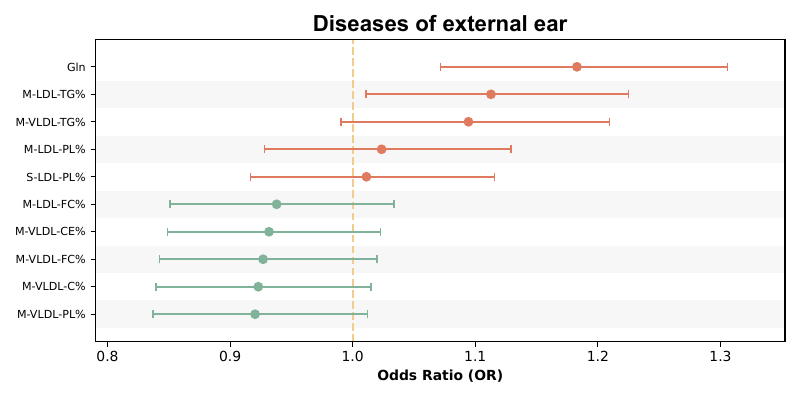 Diseases of external ear
Gln
M-LDL-TG%
M-VLDL-TG%
M-LDL-PL%
S-LDL-PL%
M-LDL-FC%
M-VLDL-CE%
M-VLDL-FC%
M-VLDL-C%
M-VLDL-PL%
0.8 0.9 1.0 1.1 1.2 1.3
Odds Ratio (OR)